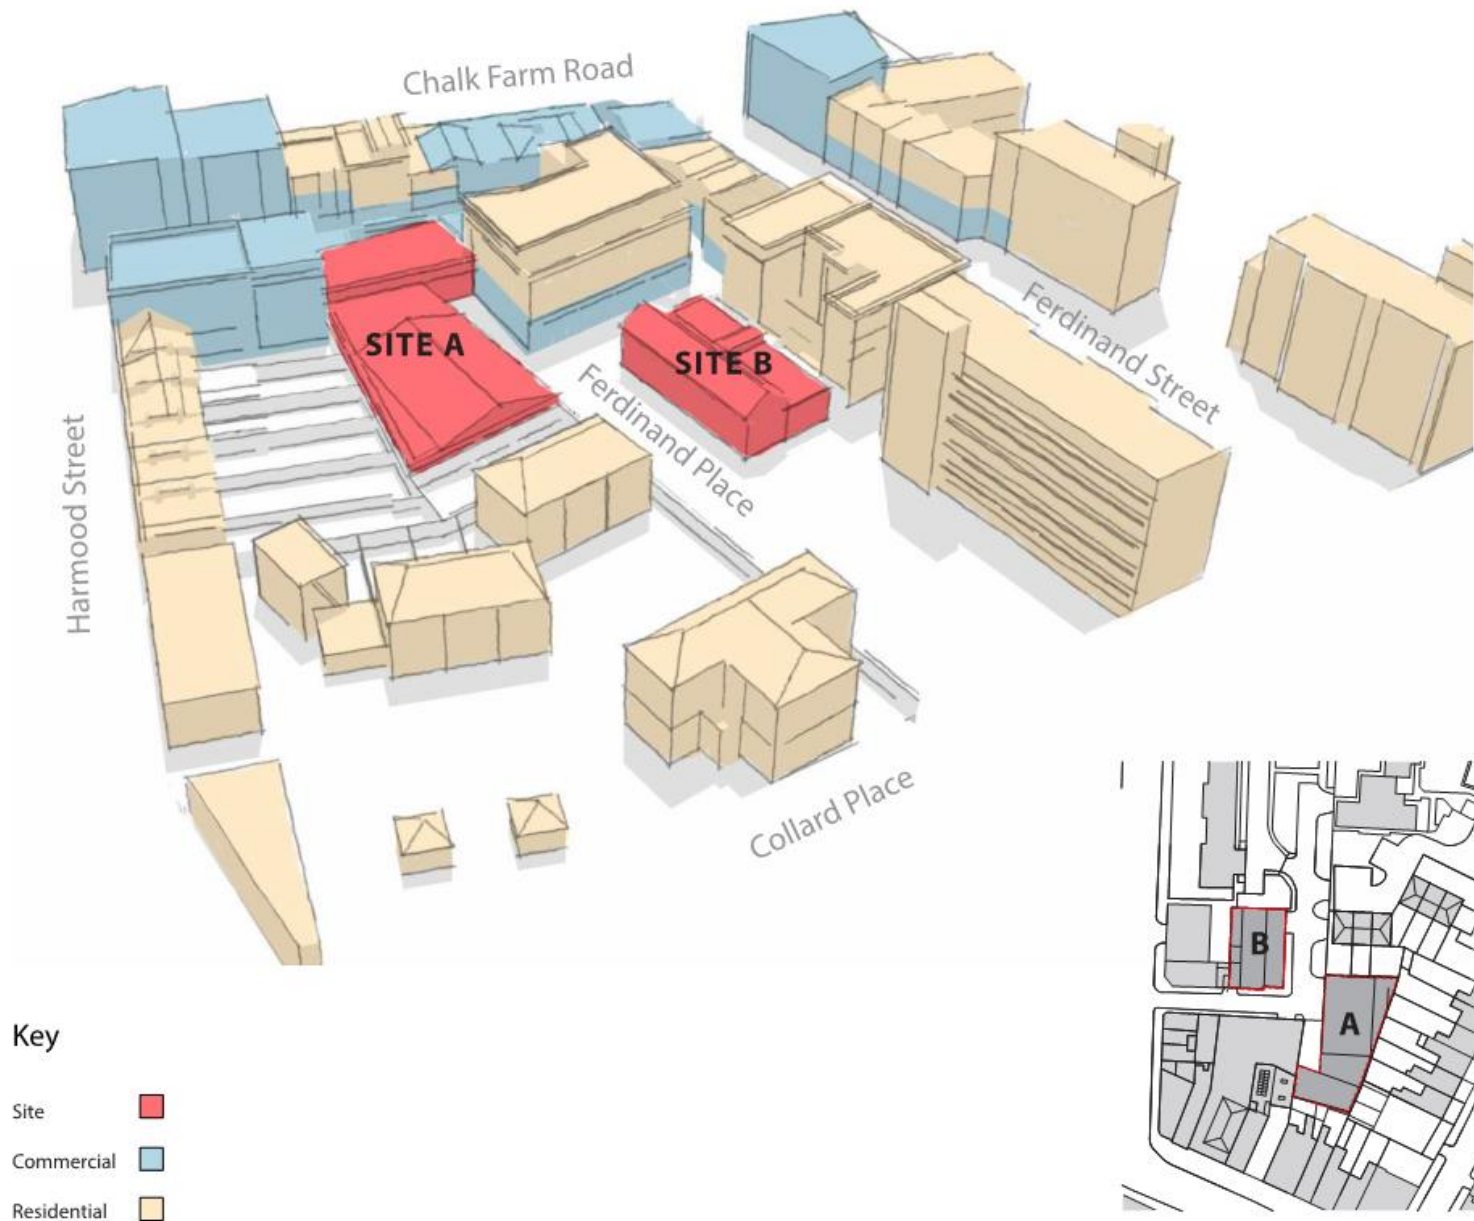 Chalk Farm Road
SITE A
SITE B
Ferdinand Street
Ferdinand Place
Harmood Street
Collard Place
B
A
Key
Site
Commercial
Residential